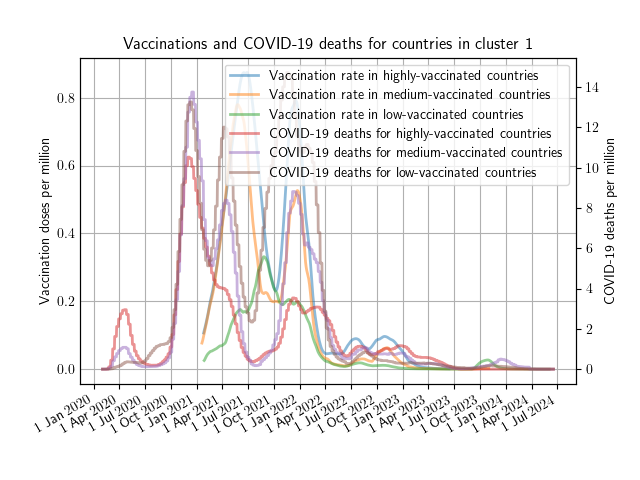 Vaccinations and COVID-19 deaths for countries in cluster 1
Vaccination rate in highly-vaccinated countries
Vaccination rate in medium-vaccinated countries
Vaccination rate in low-vaccinated countries
COVID-19 deaths for highly-vaccinated countries
COVID-19 deaths for medium-vaccinated countries
COVID-19 deaths for low-vaccinated countries
Vaccination doses per million
0.8
0.6
0.4
0.2
0.0
COVID-19 deaths per million
14
12
10
8
6
4
2
0
1 Jan 2020
1 Apr 2020
1 Jul 2020
1 Oct 2020
1 Jan 2021
1 Apr 2021
1 Jul 2021
1 Oct 2021
1 Jan 2022
1 Apr 2022
1 Jul 2022
1 Oct 2022
1 Jan 2023
1 Apr 2023
1 Jul 2023
1 Oct 2023
1 Jan 2024
1 Apr 2024
1 Jul 2024